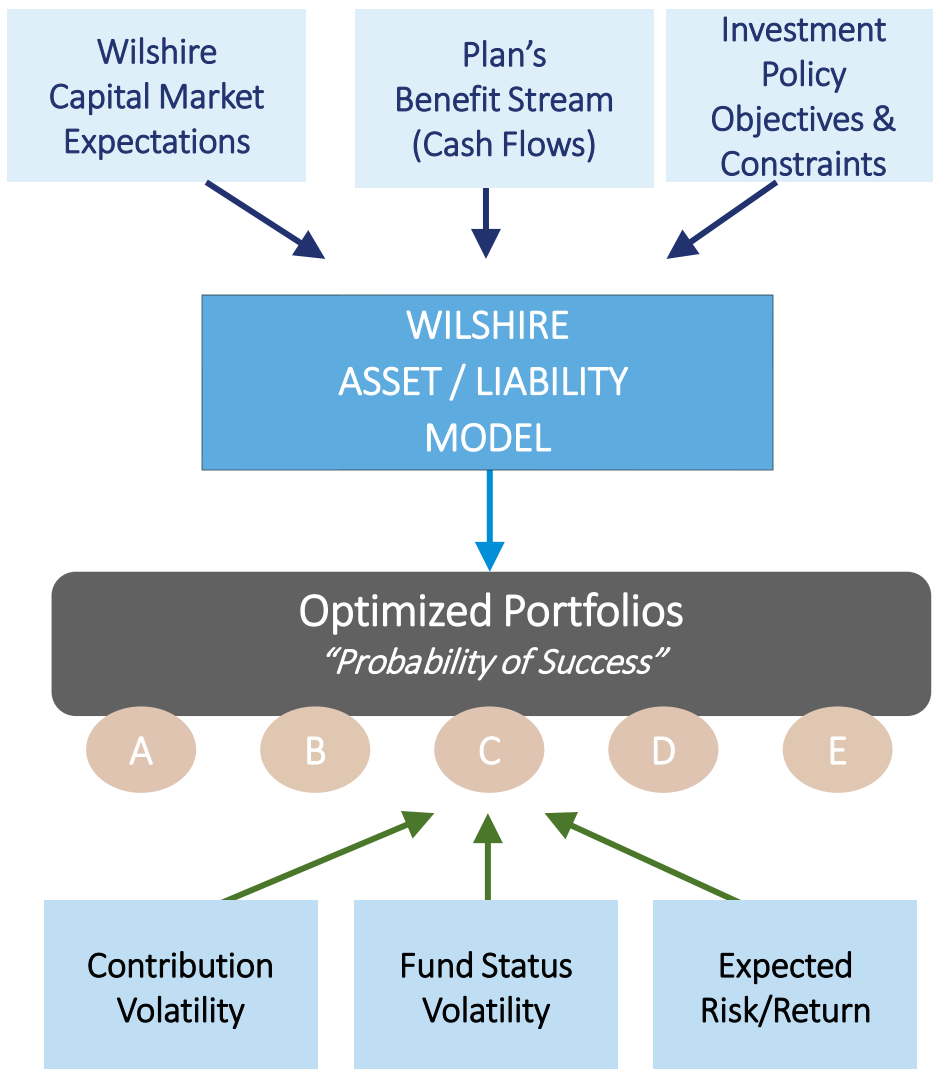 Wilshire
Capital Market
Expectations
Plan’s
Benefit Stream
(Cash Flows)
Investment
Policy
Objectives &
Constraints
WILSHIRE
ASSET / LIABILITY
MODEL
Optimized Portfolios
“Probability of Success”
A
B
C
D
E
Contribution
Volatility
Fund Status
Volatility
Expected
Risk/Return